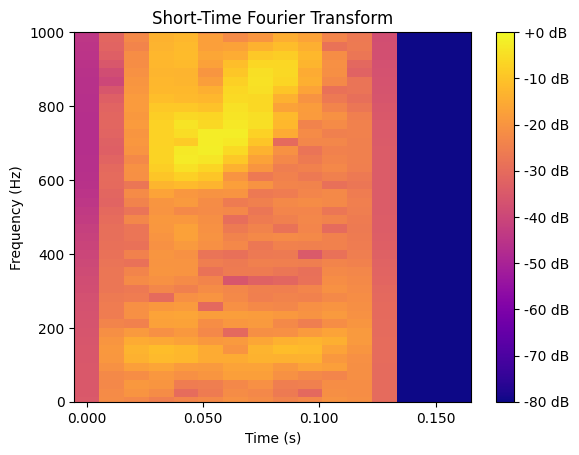 Short-Time Fourier Transform
Frequency (Hz)
1000
800
600
400
200
0
0.000
0.050
0.100
0.150
Time (s)
+0 dB
-10 dB
-20 dB
-30 dB
-40 dB
-50 dB
-60 dB
-70 dB
-80 dB